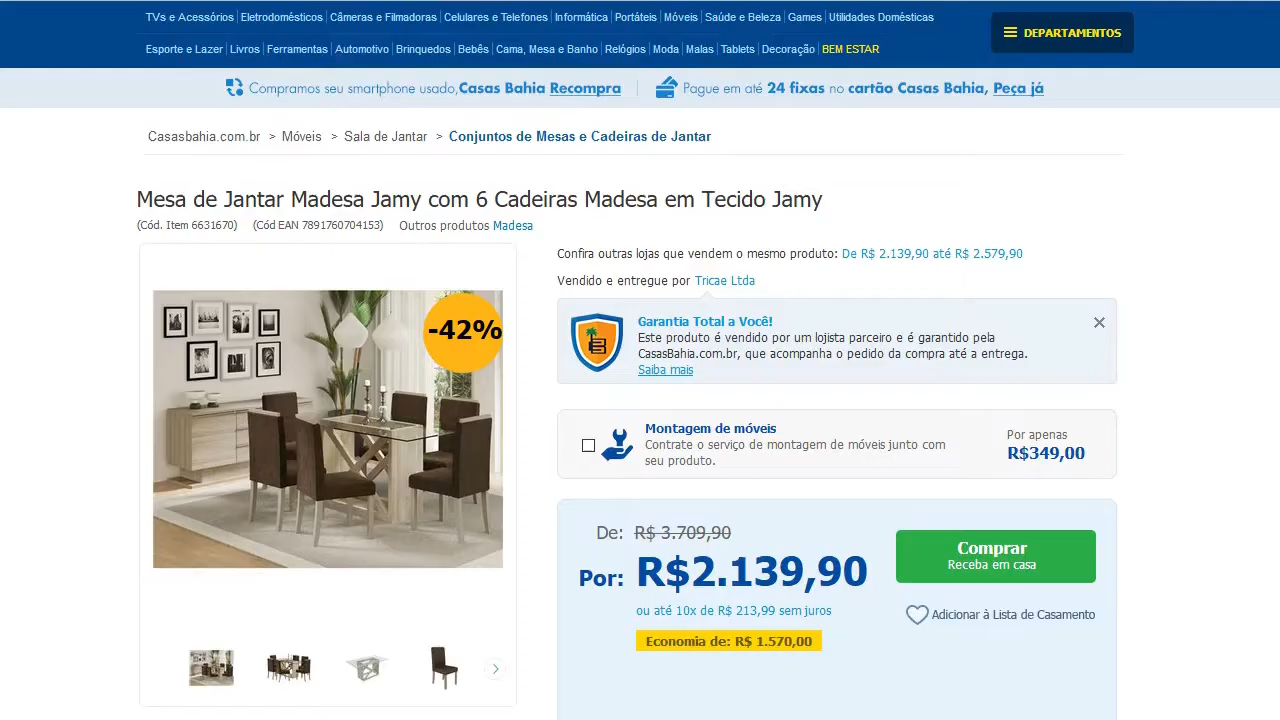 TVs e Acessórios | Eletrodomésticos | Câmeras e Filmadoras | Celulares e Telefones | Informática | Portáteis | Móveis | Saúde e Beleza | Games | Utilidades Domésticas
Esporte e Lazer | Livros | Ferramentas | Automotivo | Brinquedos | Bebês | Cama, Mesa e Banho | Relógios | Moda | Malas | Tablets | Decoração | BEM ESTAR
DEPARTAMENTOS
Compramos seu smartphone usado,Casas Bahia Recompra
Pague em até 24 fixas no cartão Casas Bahia, Peça já
Casasbahia.com.br > Móveis > Sala de Jantar > Conjuntos de Mesas e Cadeiras de Jantar
Mesa de Jantar Madesa Jamy com 6 Cadeiras Madesa em Tecido Jamy
(Cód. Item 6631670) (Cód EAN 7891760704153) Outros produtos Madesa
-42%
Confira outras lojas que vendem o mesmo produto: De R$ 2.139,90 até R$ 2.579,90
Vendido e entregue por Tricae Ltda
Garantia Total a Você!
Este produto é vendido por um lojista parceiro e é garantido pela
CasasBahia.com.br, que acompanha o pedido da compra até a entrega.
Saiba mais
Montagem de móveis
Contrate o serviço de montagem de móveis junto com
seu produto.
Por apenas
R$349,00
De: R$ 3.709,90
Por: R$2.139,90
ou até 10x de R$ 213,99 sem juros
Economia de: R$ 1.570,00
Comprar
Receba em casa
Adicionar à Lista de Casamento